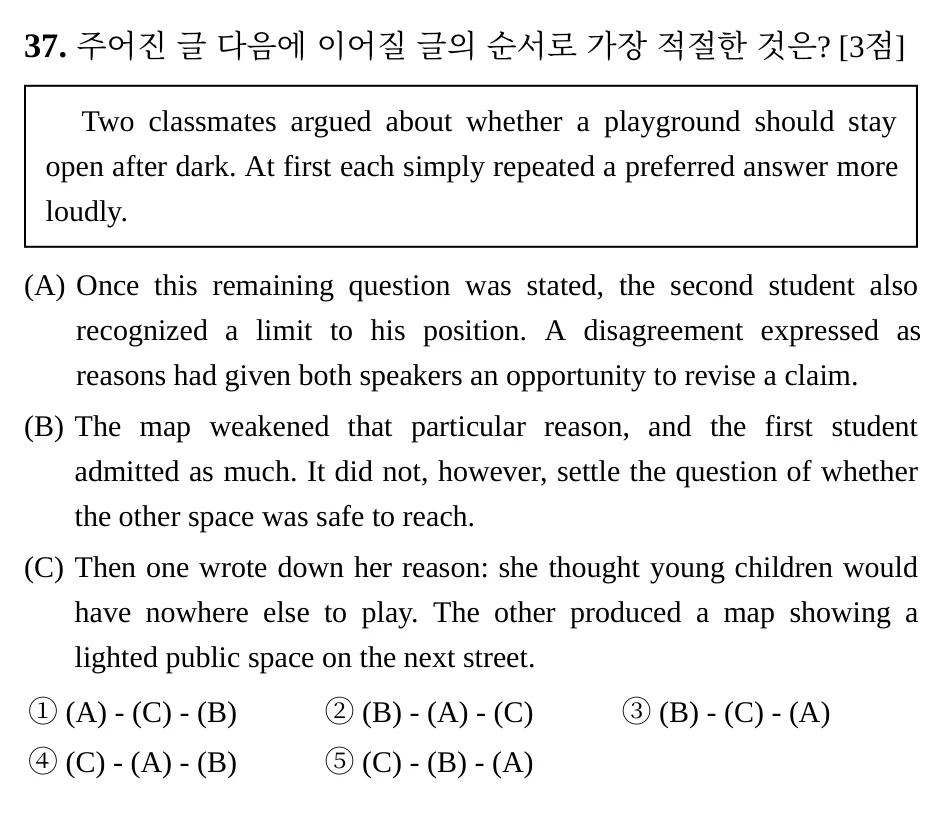 37. 주어진 글 다음에 이어질 글의 순서로 가장 적절한 것은? [3점]
Two classmates argued about whether a playground should stay
open after dark. At first each simply repeated a preferred answer more
loudly.
(A) Once this remaining question was stated, the second student also
recognized a limit to his position. A disagreement expressed as
reasons had given both speakers an opportunity to revise a claim.
(B) The map weakened that particular reason, and the first student
admitted as much. It did not, however, settle the question of whether
the other space was safe to reach.
(C) Then one wrote down her reason: she thought young children would
have nowhere else to play. The other produced a map showing a
lighted public space on the next street.
① (A) - (C) - (B) ② (B) - (A) - (C) ③ (B) - (C) - (A)
④ (C) - (A) - (B) ⑤ (C) - (B) - (A)